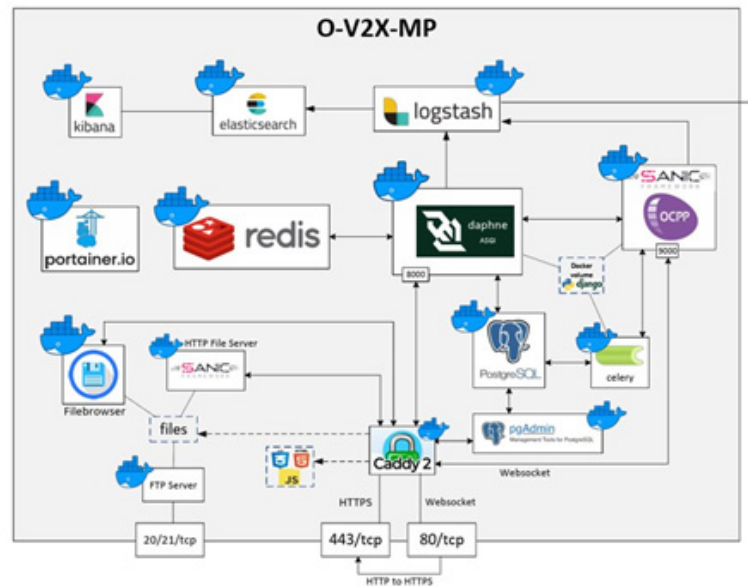 O-V2X-MP
kibana
elasticsearch
logstash
SANIC
FRAMEWORK
OCPP
9000
portainer.io
redis
daphne
ASGI
8000
Docker
volume
django
HTTP File Server
SANIC
FRAMEWORK
Filebrowser
PostgreSQL
celery
files
pgAdmin
Management Tools for PostgreSQL
Caddy 2
JS
FTP Server
Websocket
HTTPS
Websocket
20/21/tcp
443/tcp
80/tcp
HTTP to HTTPS